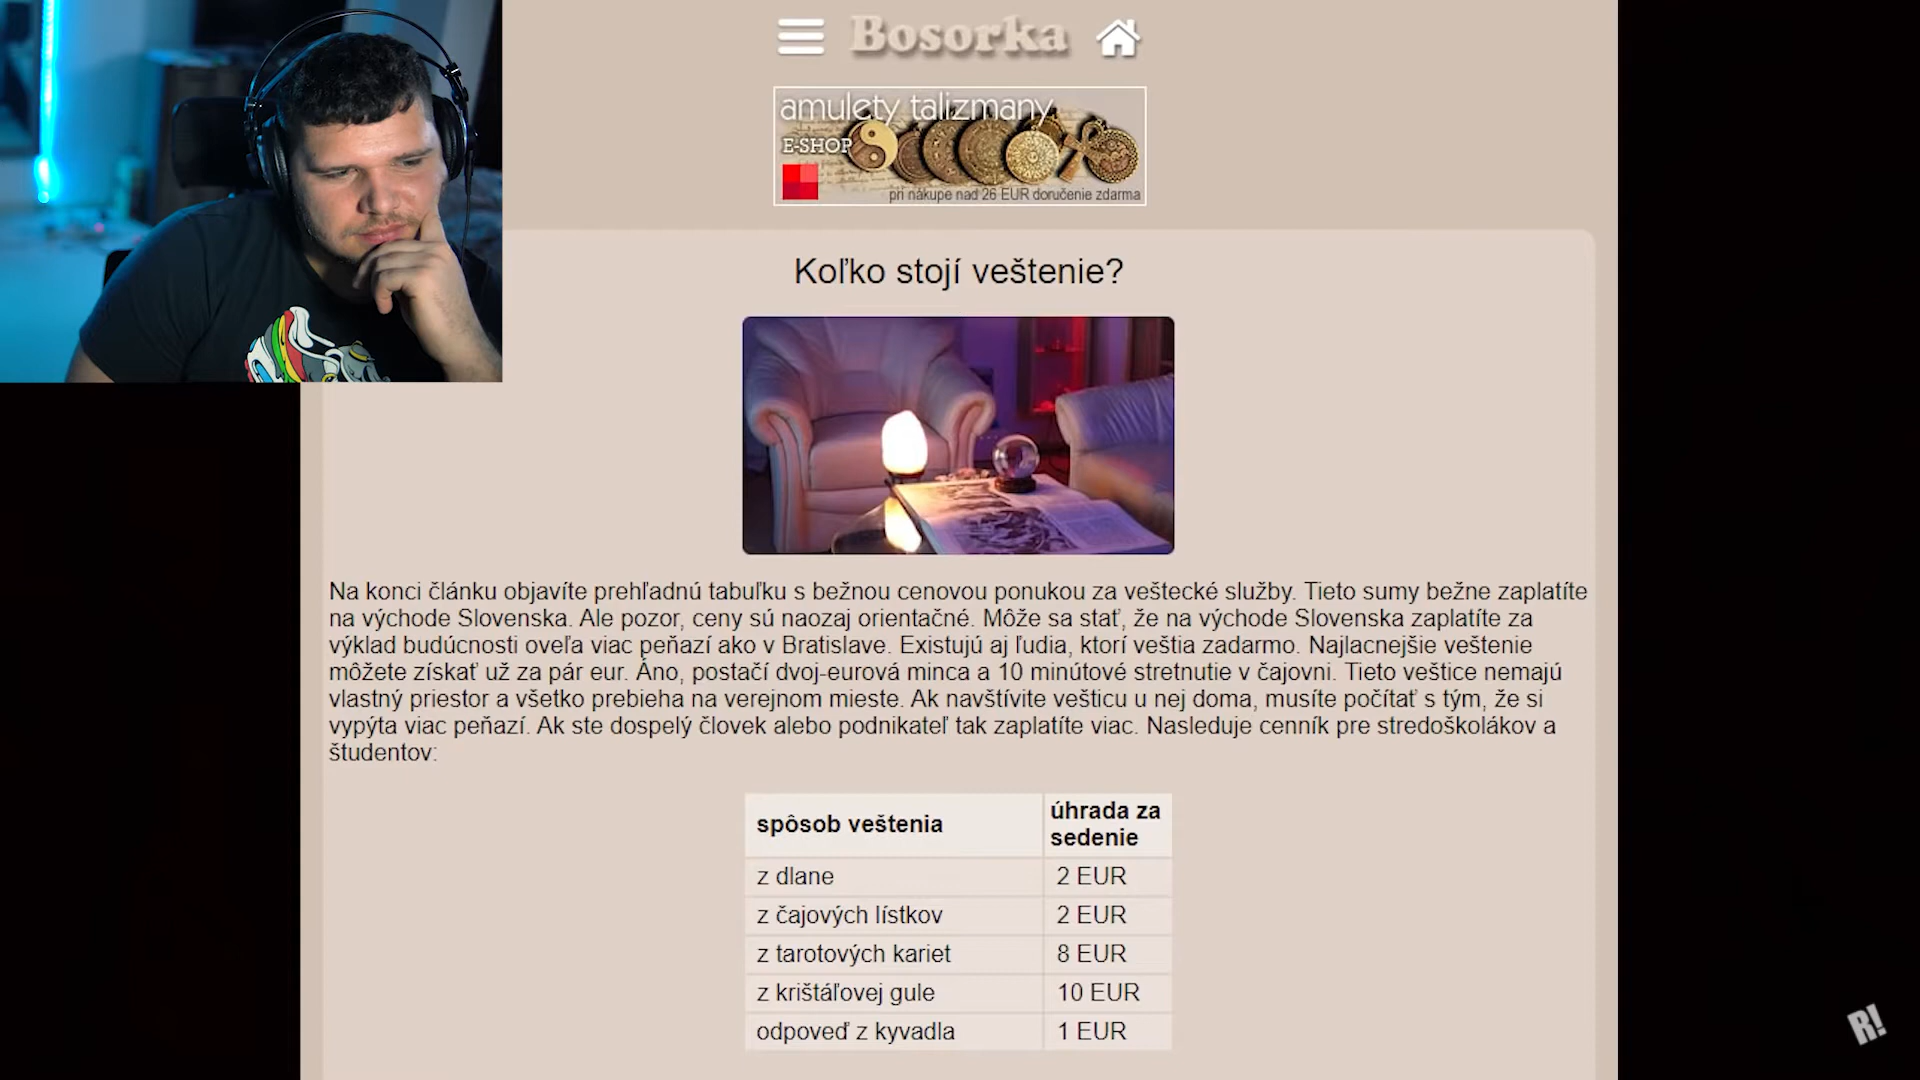 Bosorka
amulety talizmany
E-SHOP
pri nákupe nad 26 EUR doručenie zdarma
Koľko stojí veštenie?
Na konci článku objavíte prehľadnú tabuľku s bežnou cenovou ponukou za veštecké služby. Tieto sumy bežne zaplatíte
na východe Slovenska. Ale pozor, ceny sú naozaj orientačné. Môže sa stať, že na východe Slovenska zaplatíte za
výklad budúcnosti oveľa viac peňazí ako v Bratislave. Existujú aj ľudia, ktorí veštia zadarmo. Najlacnejšie veštenie
môžete získať už za pár eur. Áno, postačí dvoj-eurová minca a 10 minútové stretnutie v čajovni. Tieto veštice nemajú
vlastný priestor a všetko prebieha na verejnom mieste. Ak navštívite vešticu u nej doma, musíte počítať s tým, že si
vypýta viac peňazí. Ak ste dospelý človek alebo podnikateľ tak zaplatíte viac. Nasleduje cenník pre stredoškolákov a
študentov:
spôsob veštenia úhrada za
sedenie
z dlane 2 EUR
z čajových lístkov 2 EUR
z tarotových kariet 8 EUR
z krištáľovej gule 10 EUR
odpoveď z kyvadla 1 EUR
R!